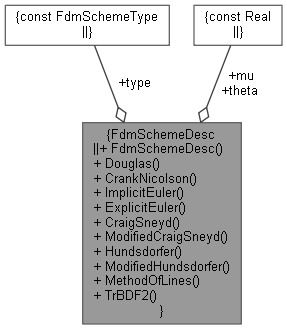 {const FdmSchemeType
||}
{const Real
||}
+type
+mu
+theta
{FdmSchemeDesc
||+ FdmSchemeDesc()
+ Douglas()
+ CrankNicolson()
+ ImplicitEuler()
+ ExplicitEuler()
+ CraigSneyd()
+ ModifiedCraigSneyd()
+ Hundsdorfer()
+ ModifiedHundsdorfer()
+ MethodOfLines()
+ TrBDF2()
}